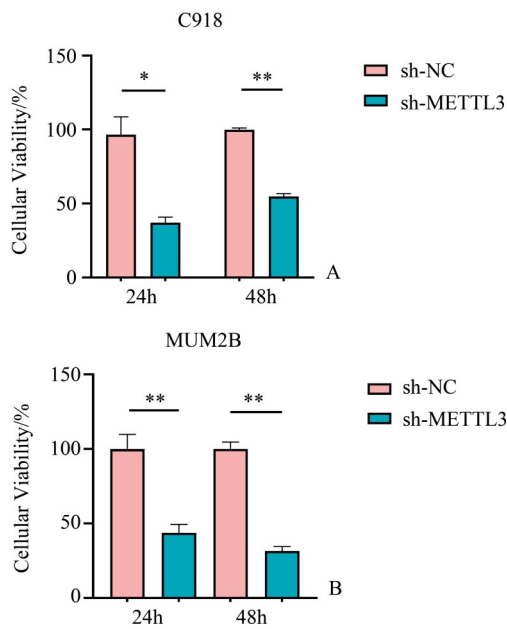 C918
Cellular Viability/%
150
100
50
0
*
**
24h
48h
sh-NC
sh-METTL3
A
MUM2B
Cellular Viability/%
150
100
50
0
**
**
24h
48h
sh-NC
sh-METTL3
B